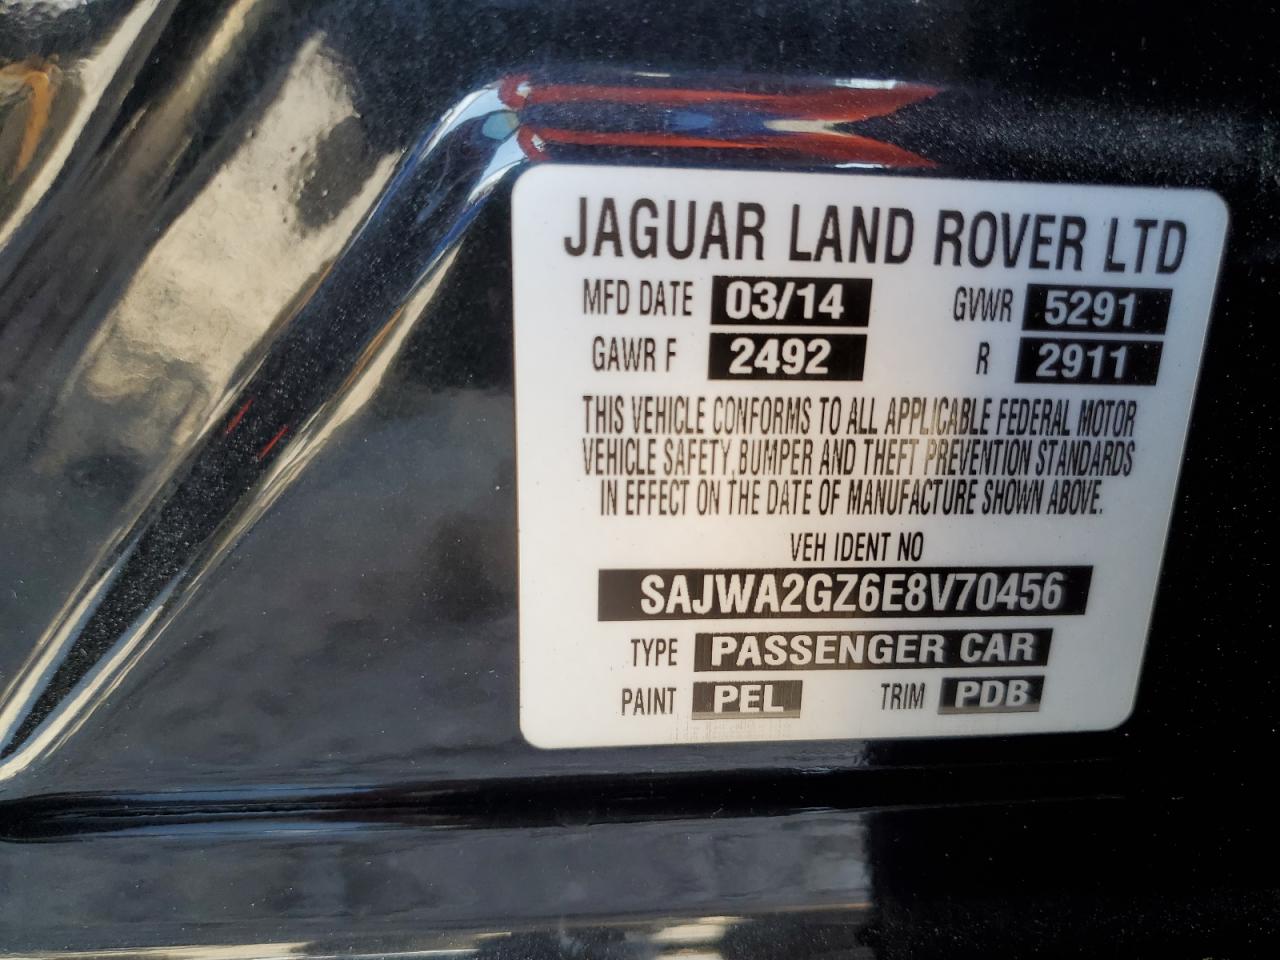 JAGUAR LAND ROVER LTD
MFD DATE 03/14 GVWR 5291
GAWR F 2492 R 2911
THIS VEHICLE CONFORMS TO ALL APPLICABLE FEDERAL MOTOR
VEHICLE SAFETY, BUMPER AND THEFT PREVENTION STANDARDS
IN EFFECT ON THE DATE OF MANUFACTURE SHOWN ABOVE.
VEH IDENT NO
SAJWA2GZ6E8V70456
TYPE PASSENGER CAR
PAINT PEL TRIM PDB